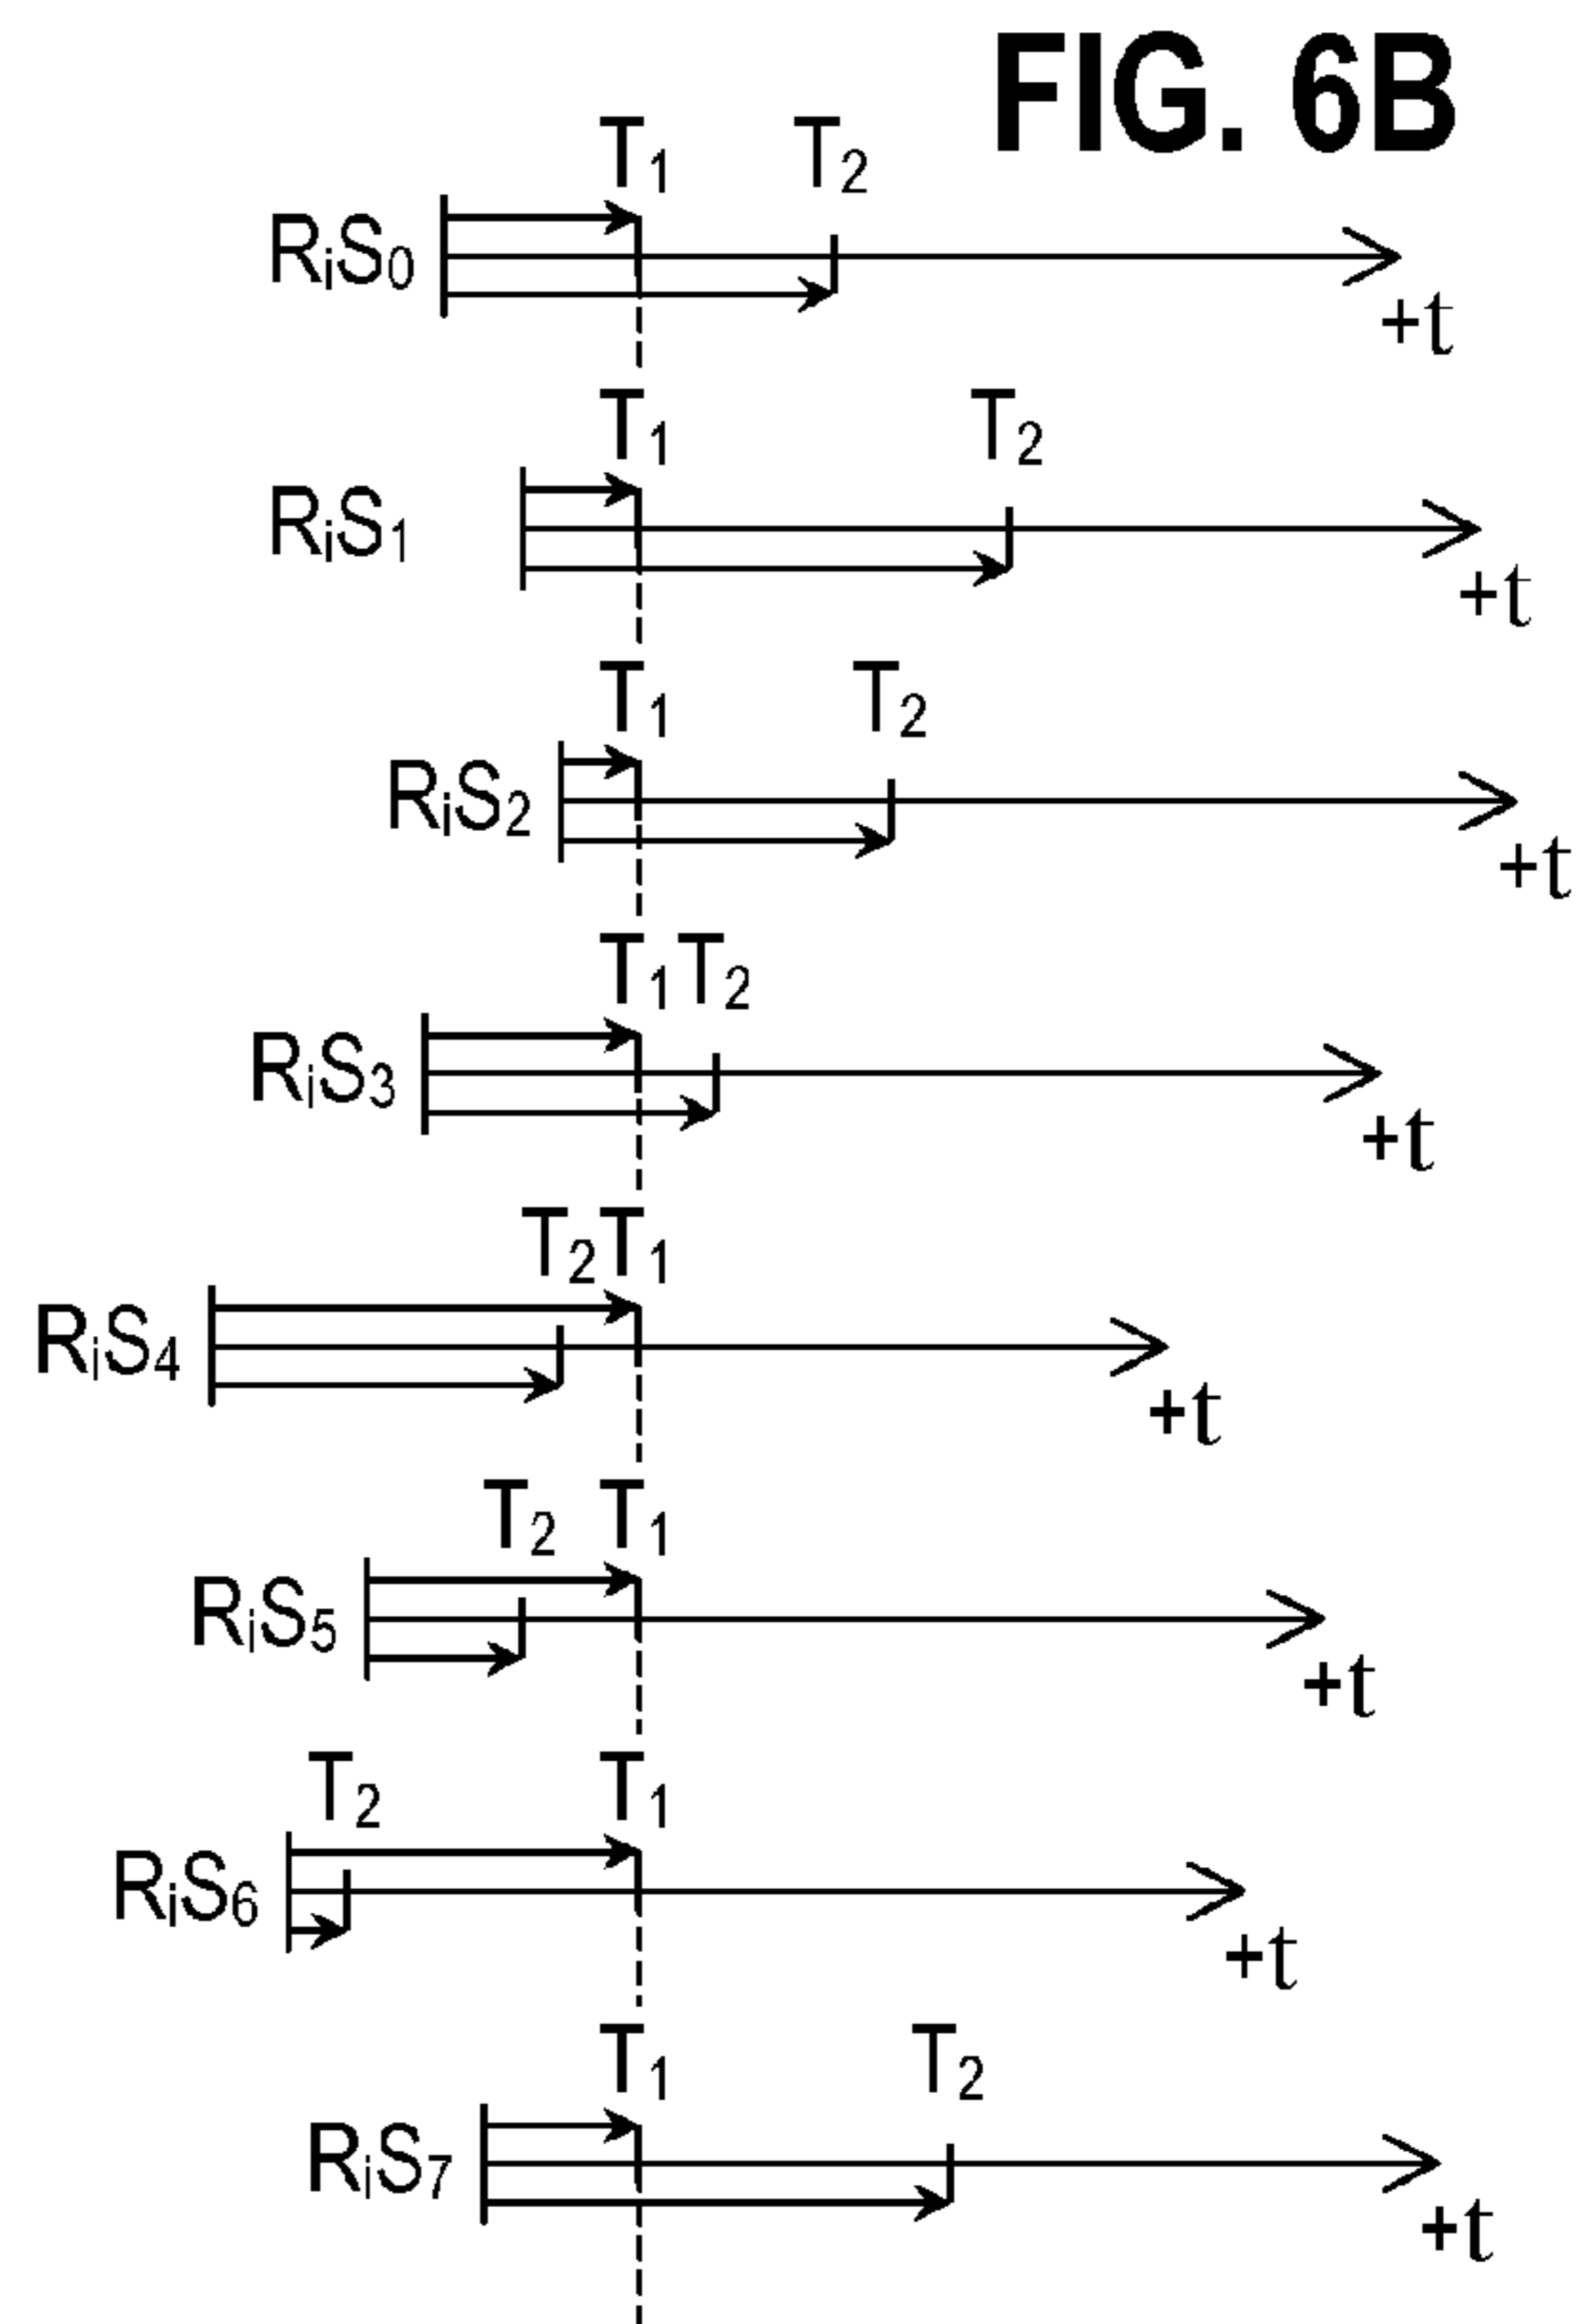 FIG. 6B
T1 T2
RiS0
+t
T1 T2
RiS1
+t
T1 T2
RiS2
+t
T1 T2
RiS3
+t
T2 T1
RiS4
+t
T2 T1
RiS5
+t
T2 T1
RiS6
+t
T1 T2
RiS7
+t